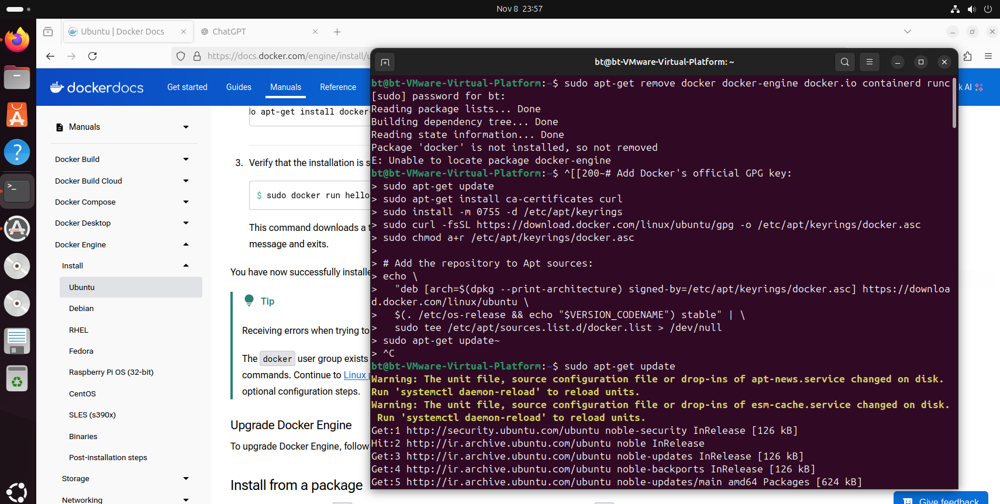 Nov 8 23:57
Ubuntu | Docker Docs
ChatGPT
https://docs.docker.com/engine/install/u
dockerdocs
Get started
Guides
Manuals
Reference
k AI
Manuals
Docker Build
Docker Build Cloud
Docker Compose
Docker Desktop
Docker Engine
Install
Ubuntu
Debian
RHEL
Fedora
Raspberry Pi OS (32-bit)
CentOS
SLES (s390x)
Binaries
Post-installation steps
Storage
Networking
do apt-get install docker-
3. Verify that the installation is s
$ sudo docker run hello
This command downloads a t
message and exits.
You have now successfully installe
Tip
Receiving errors when trying to
The docker user group exists
commands. Continue to Linux p
optional configuration steps.
Upgrade Docker Engine
To upgrade Docker Engine, follow
Install from a package
Give feedback
bt@bt-VMware-Virtual-Platform: ~
bt@bt-VMware-Virtual-Platform:~$ sudo apt-get remove docker docker-engine docker.io containerd runc
[sudo] password for bt:
Reading package lists... Done
Building dependency tree... Done
Reading state information... Done
Package 'docker' is not installed, so not removed
E: Unable to locate package docker-engine
bt@bt-VMware-Virtual-Platform:~$ ^[[200~# Add Docker's official GPG key:
> sudo apt-get update
> sudo apt-get install ca-certificates curl
> sudo install -m 0755 -d /etc/apt/keyrings
> sudo curl -fsSL https://download.docker.com/linux/ubuntu/gpg -o /etc/apt/keyrings/docker.asc
> sudo chmod a+r /etc/apt/keyrings/docker.asc
>
> # Add the repository to Apt sources:
> echo \
>   "deb [arch=$(dpkg --print-architecture) signed-by=/etc/apt/keyrings/docker.asc] https://downloa
d.docker.com/linux/ubuntu \
>   $(. /etc/os-release && echo "$VERSION_CODENAME") stable" | \
>   sudo tee /etc/apt/sources.list.d/docker.list > /dev/null
> sudo apt-get update~
> ^C
bt@bt-VMware-Virtual-Platform:~$ sudo apt-get update
Warning: The unit file, source configuration file or drop-ins of apt-news.service changed on disk.
Run 'systemctl daemon-reload' to reload units.
Warning: The unit file, source configuration file or drop-ins of esm-cache.service changed on disk.
 Run 'systemctl daemon-reload' to reload units.
Get:1 http://security.ubuntu.com/ubuntu noble-security InRelease [126 kB]
Hit:2 http://ir.archive.ubuntu.com/ubuntu noble InRelease
Get:3 http://ir.archive.ubuntu.com/ubuntu noble-updates InRelease [126 kB]
Get:4 http://ir.archive.ubuntu.com/ubuntu noble-backports InRelease [126 kB]
Get:5 http://ir.archive.ubuntu.com/ubuntu noble-updates/main amd64 Packages [624 kB]